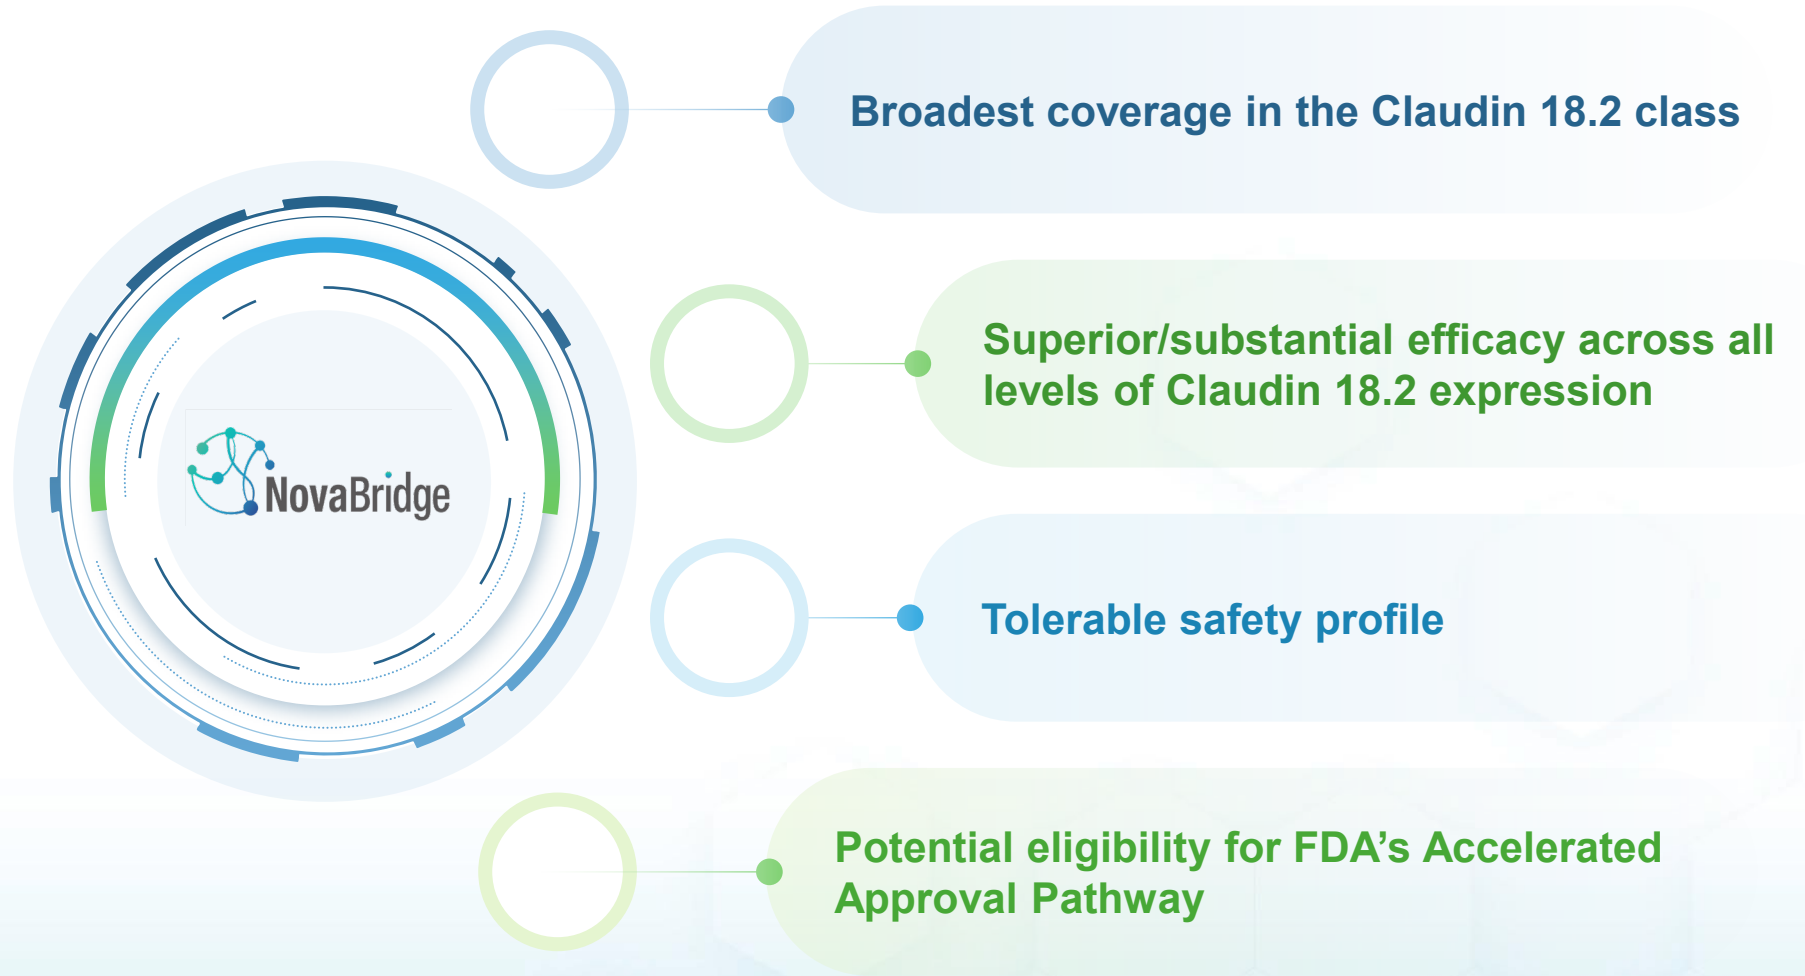 NovaBridge
Broadest coverage in the Claudin 18.2 class
Superior/substantial efficacy across all
levels of Claudin 18.2 expression
Tolerable safety profile
Potential eligibility for FDA’s Accelerated
Approval Pathway